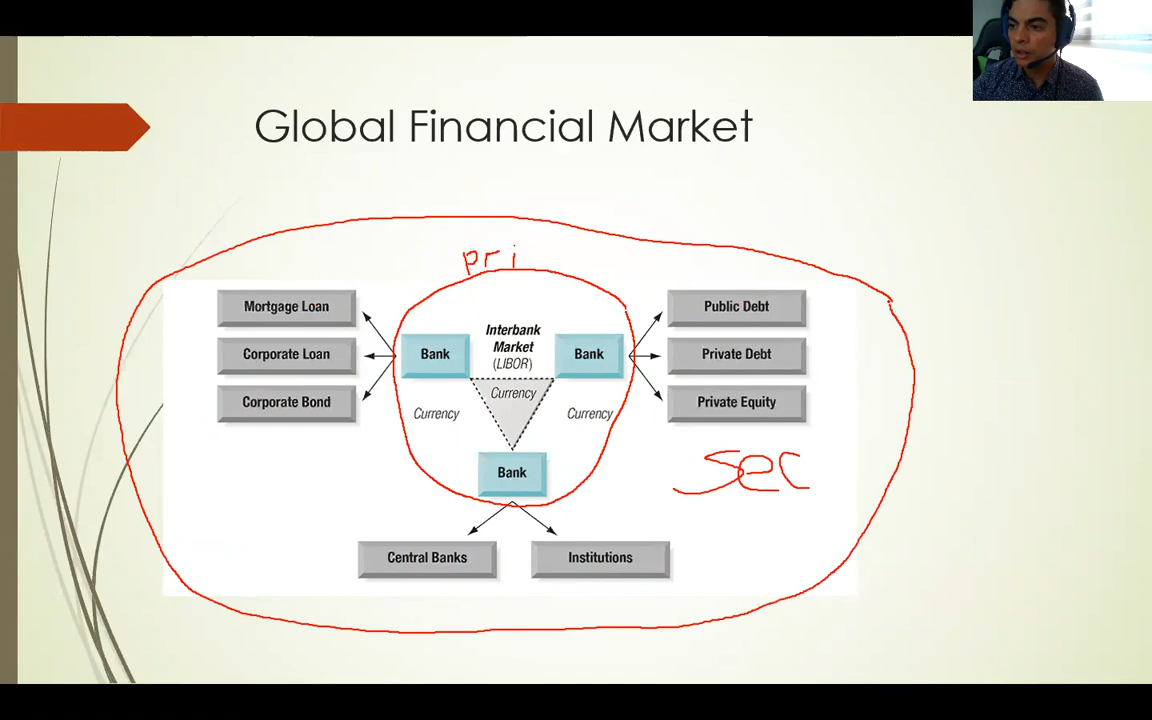 Global Financial Market
pri
Mortgage Loan
Corporate Loan
Corporate Bond
Bank
Interbank
Market
(LIBOR)
Bank
Currency
Currency
Currency
Bank
Public Debt
Private Debt
Private Equity
sec
Central Banks
Institutions